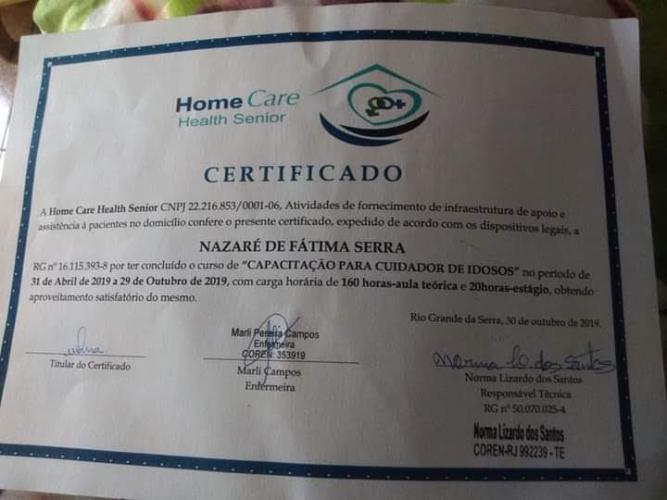 Home Care
Health Senior
CERTIFICADO
A Home Care Health Senior CNPJ 22.216.853/0001-06, Atividades de fornecimento de infraestrutura de apoio e
assistência à pacientes no domicílio confere o presente certificado, expedido de acordo com os dispositivos legais, a
NAZARÉ DE FÁTIMA SERRA
RG nº 16.115.393-8 por ter concluído o curso de "CAPACITAÇÃO PARA CUIDADOR DE IDOSOS" no período de
31 de Abril de 2019 a 29 de Outubro de 2019, com carga horária de 160 horas-aula teórica e 20horas-estágio, obtendo
aproveitamento satisfatório do mesmo.
Rio Grande da Serra, 30 de outubro de 2019.
Marli Pereira Campos
Enfermeira
COREN: 353919
Titular do Certificado
Marli Campos
Enfermeira
Norma L. dos Santos
Norma Lizardo dos Santos
Responsável Técnica
RG nº 50.070.025-4
Norma Lizardo dos Santos
COREN-RJ 992239 - TE